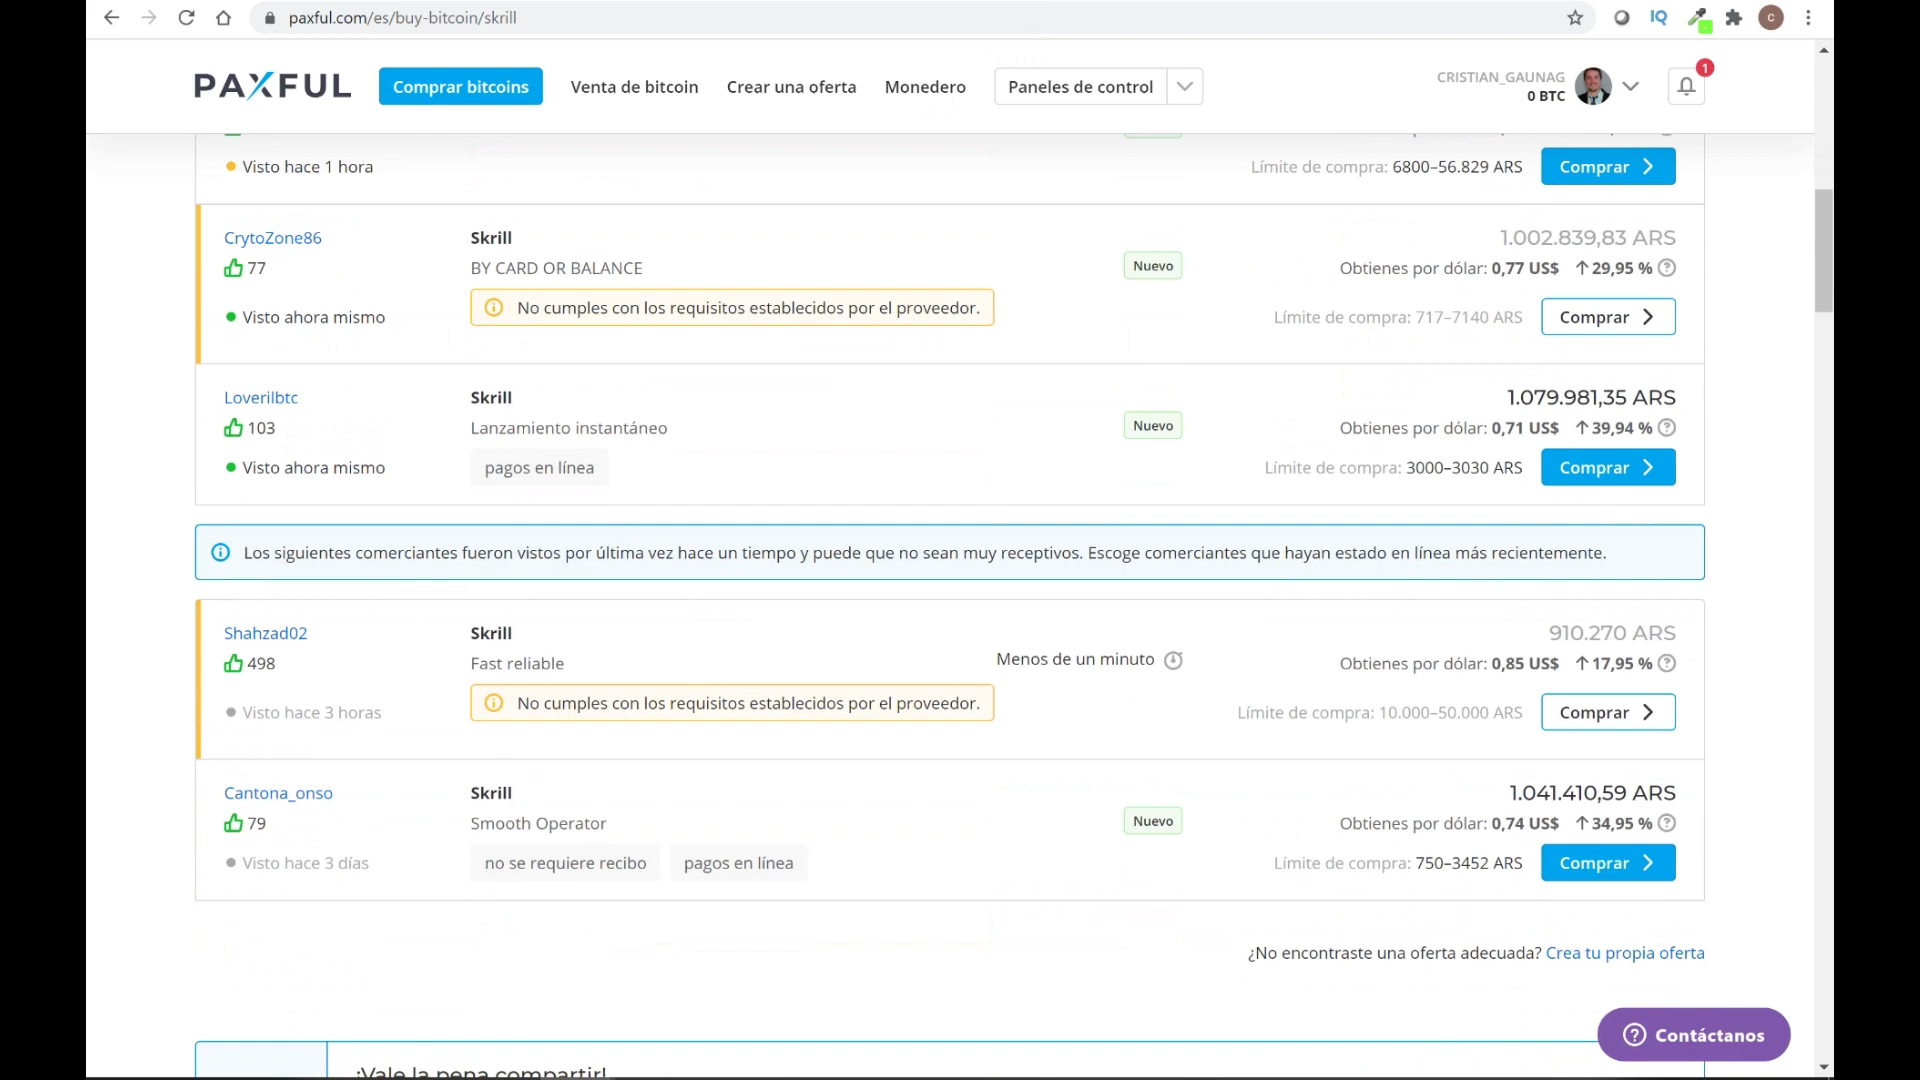 paxful.com/es/buy-bitcoin/skrill
IQ
C
PAXFUL
Comprar bitcoins
Venta de bitcoin
Crear una oferta
Monedero
Paneles de control
CRISTIAN_GAUNAG
0 BTC
1
Visto hace 1 hora
Límite de compra: 6800–56.829 ARS
Comprar
CrytoZone86
Skrill
1.002.839,83 ARS
77
BY CARD OR BALANCE
Nuevo
Obtienes por dólar: 0,77 US$ ↑29,95 %
No cumples con los requisitos establecidos por el proveedor.
Visto ahora mismo
Límite de compra: 717–7140 ARS
Comprar
Loverilbtc
Skrill
1.079.981,35 ARS
103
Lanzamiento instantáneo
Nuevo
Obtienes por dólar: 0,71 US$ ↑39,94 %
Visto ahora mismo
pagos en línea
Límite de compra: 3000–3030 ARS
Comprar
Los siguientes comerciantes fueron vistos por última vez hace un tiempo y puede que no sean muy receptivos. Escoge comerciantes que hayan estado en línea más recientemente.
Shahzad02
Skrill
910.270 ARS
498
Fast reliable
Menos de un minuto
Obtienes por dólar: 0,85 US$ ↑17,95 %
No cumples con los requisitos establecidos por el proveedor.
Visto hace 3 horas
Límite de compra: 10.000–50.000 ARS
Comprar
Cantona_onso
Skrill
1.041.410,59 ARS
79
Smooth Operator
Nuevo
Obtienes por dólar: 0,74 US$ ↑34,95 %
Visto hace 3 días
no se requiere recibo
pagos en línea
Límite de compra: 750–3452 ARS
Comprar
¿No encontraste una oferta adecuada? Crea tu propia oferta
Contáctanos
¡Vale la pena compartir!